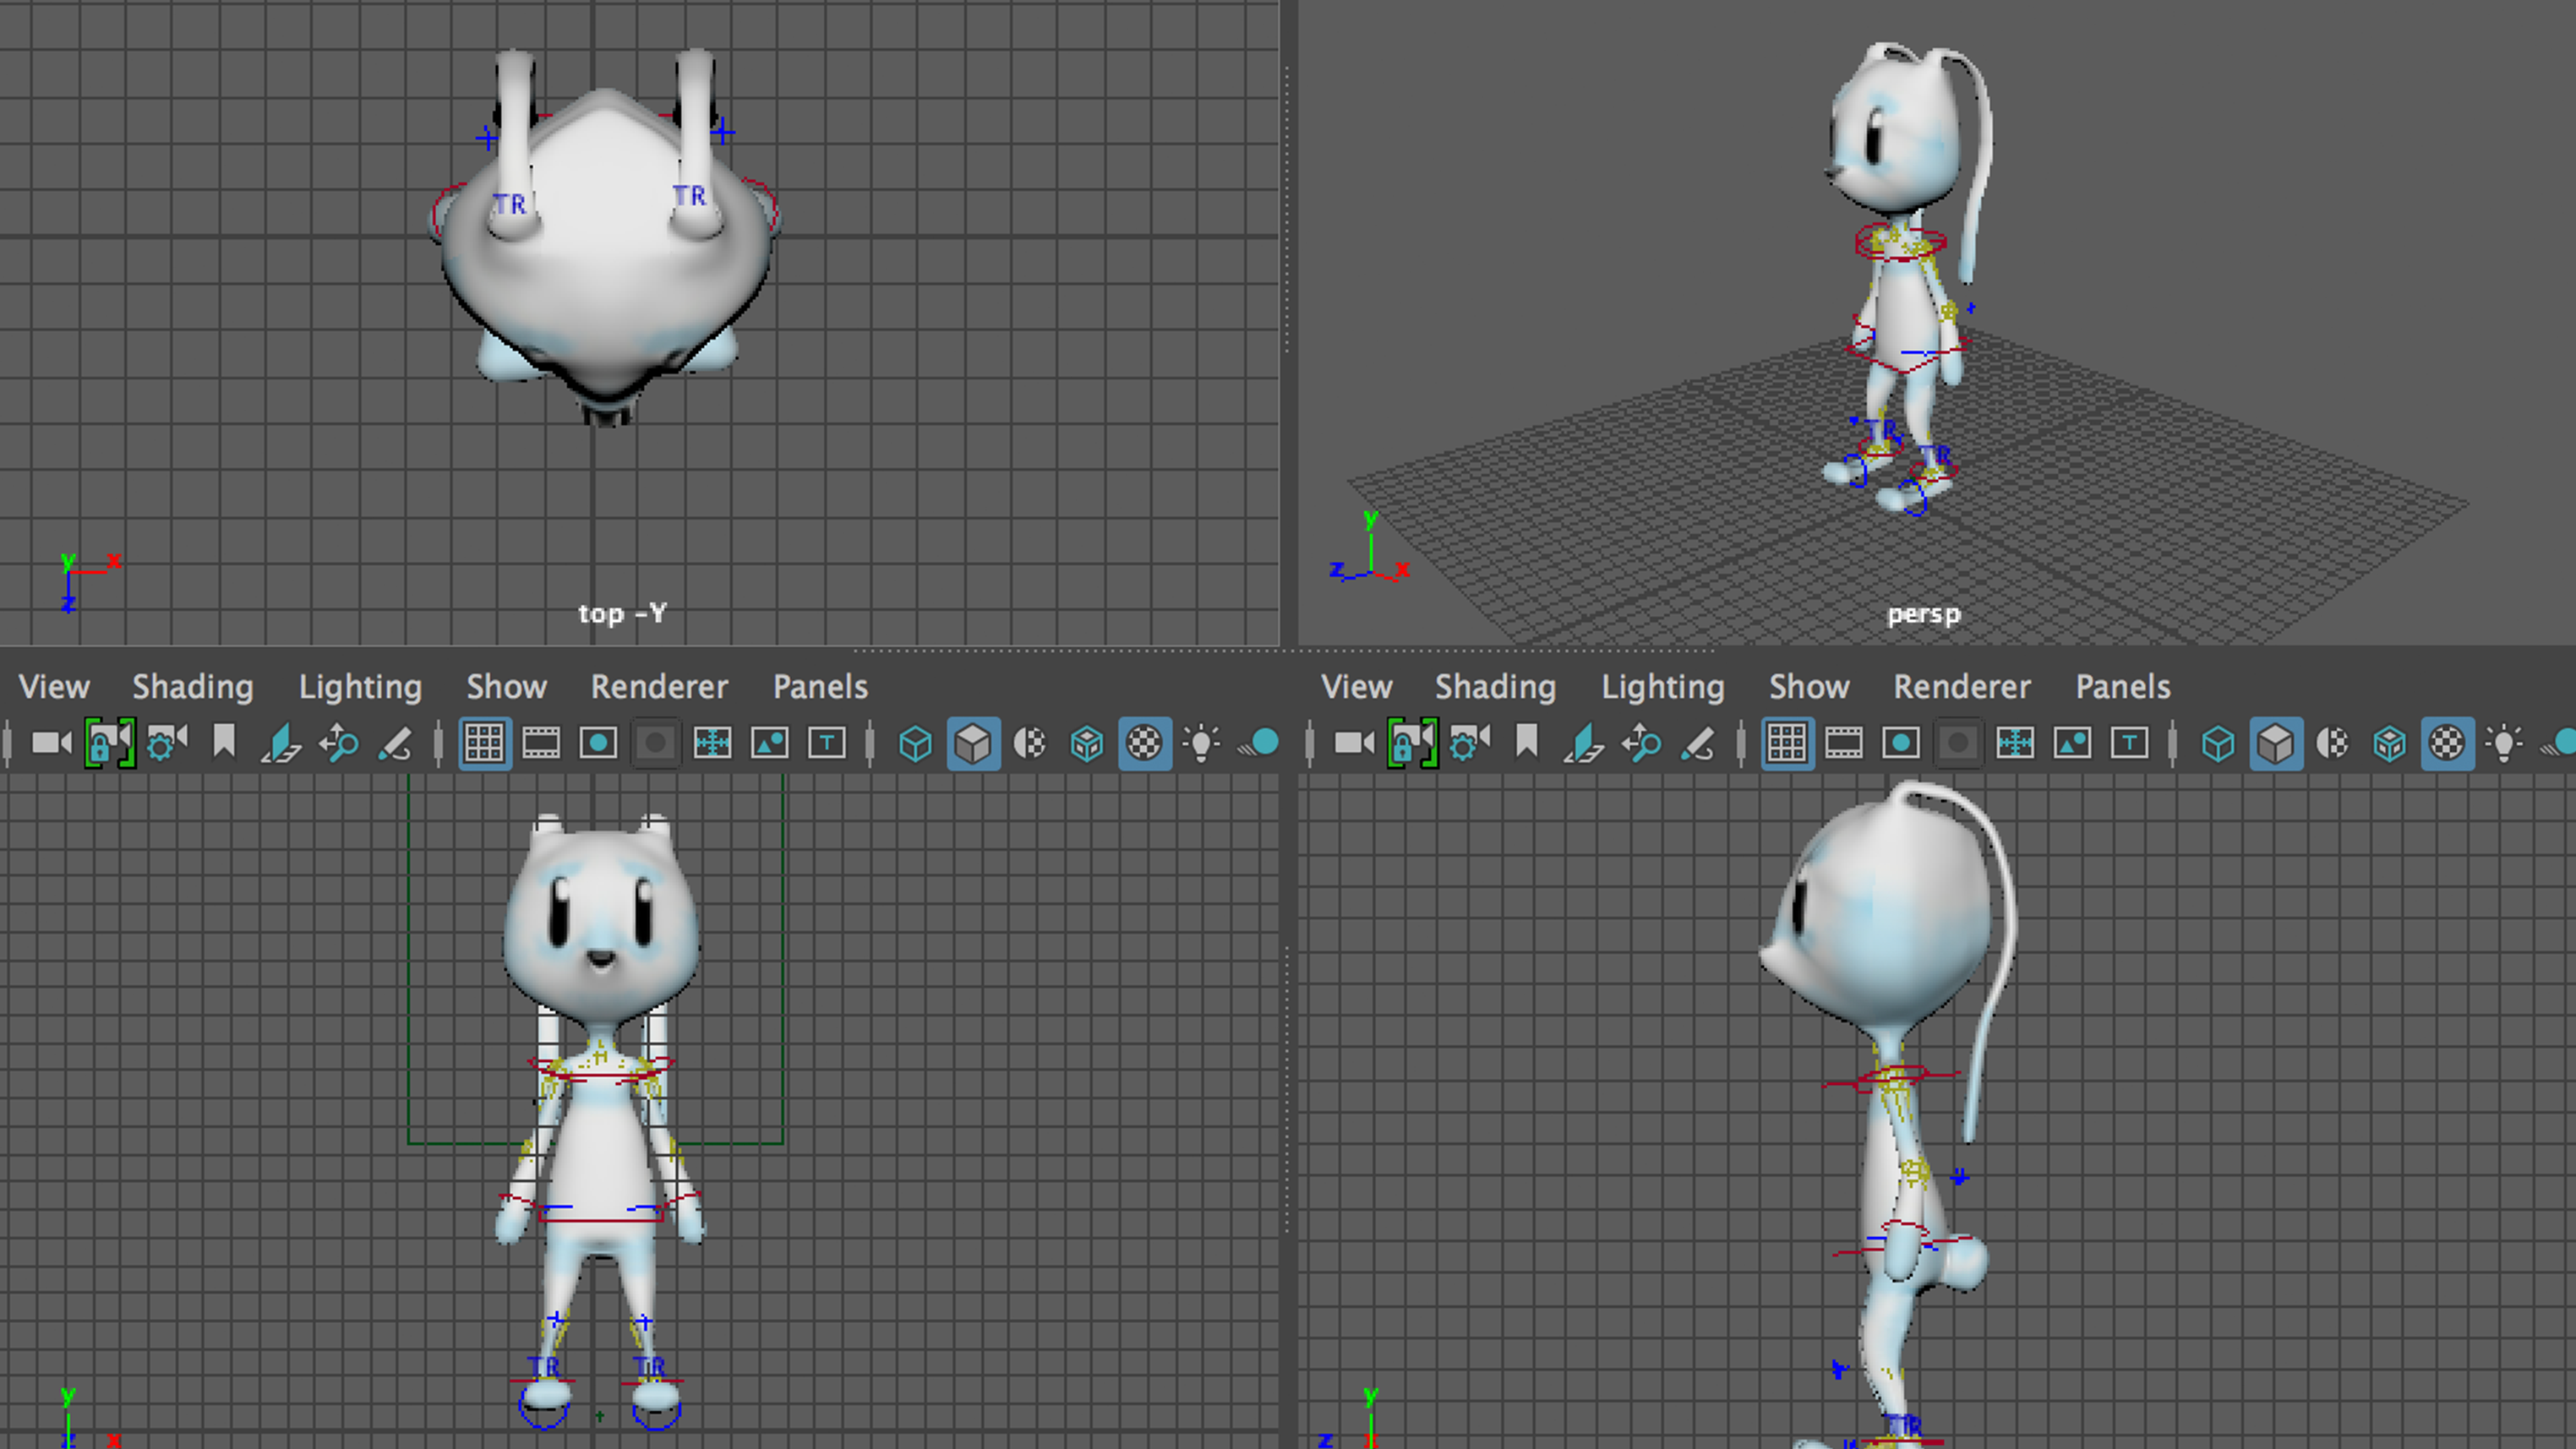 TR TR
y x
z
top -Y
TR
TR
y
z x
persp
View Shading Lighting Show Renderer Panels
T
View Shading Lighting Show Renderer Panels
T
H
TR TR
y
z x
TR
y
z x